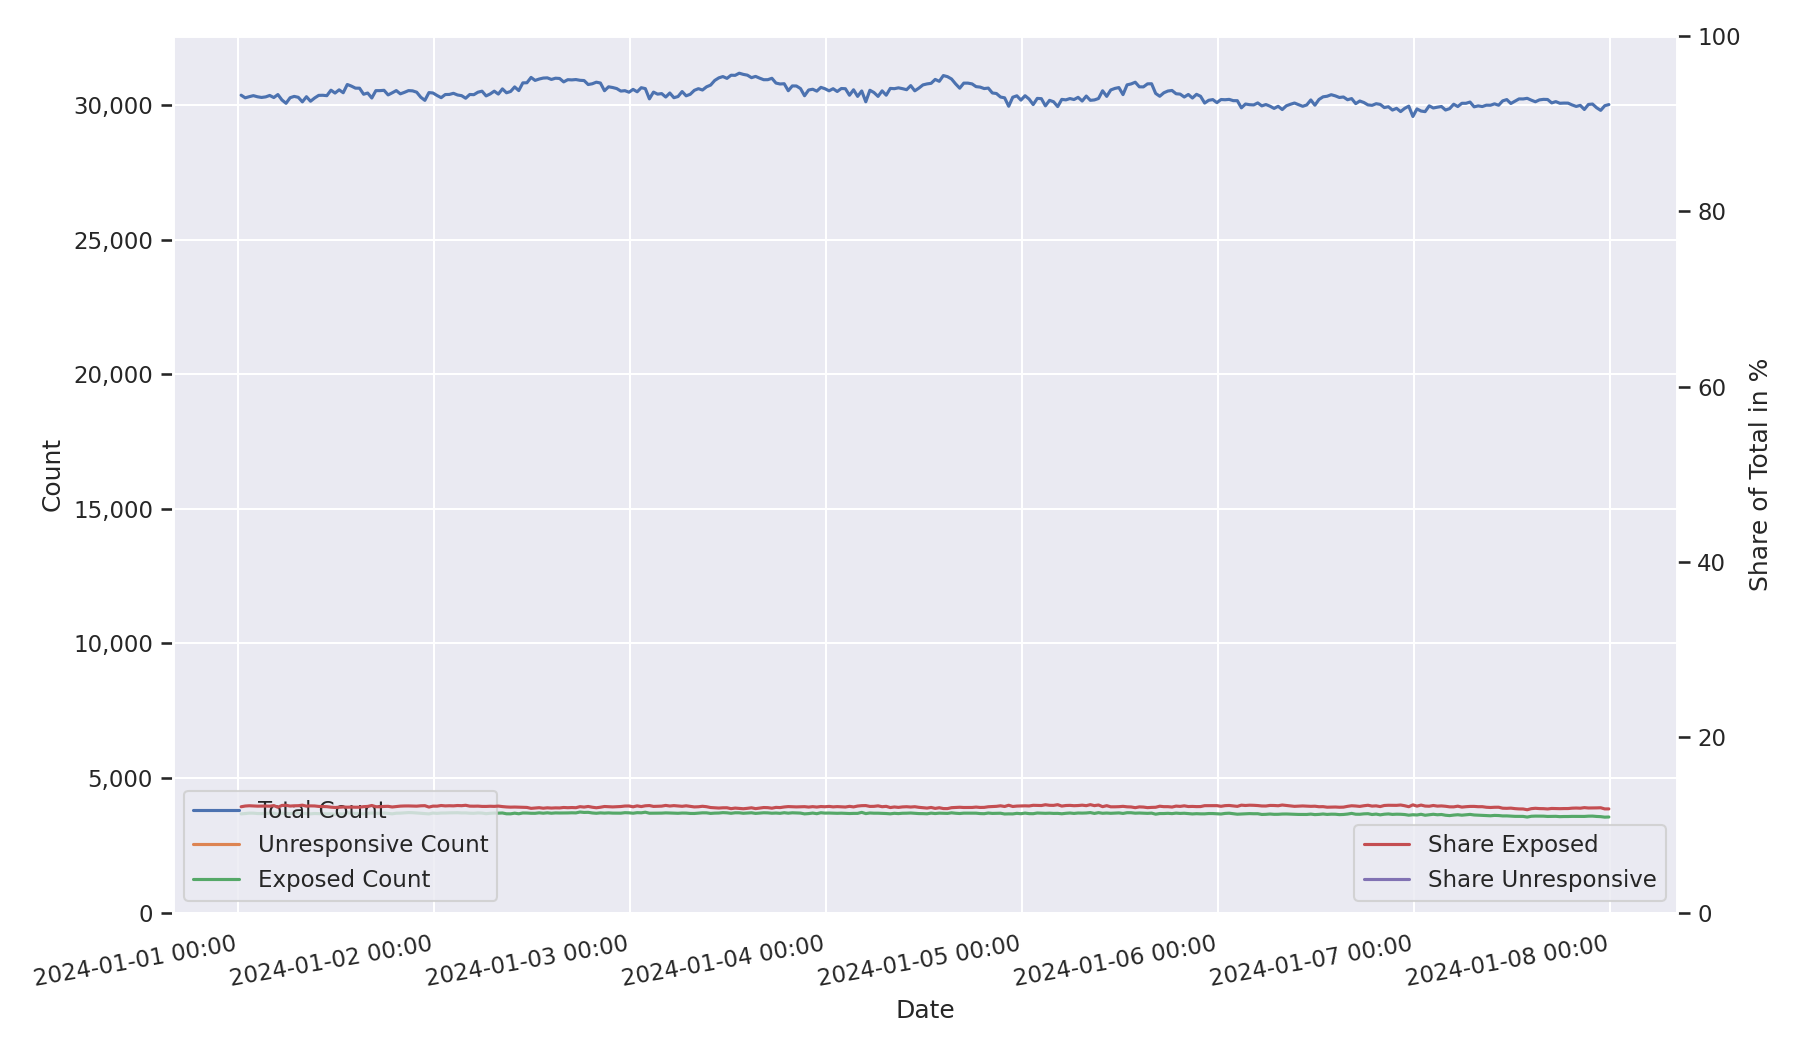 100
30,000
80
25,000
20,000
60
Share of Total in %
Count
15,000
40
10,000
20
5,000
Total Count
Unresponsive Count
Exposed Count
Share Exposed
Share Unresponsive
0
0
2024-01-01 00:00
2024-01-02 00:00
2024-01-03 00:00
2024-01-04 00:00
2024-01-05 00:00
2024-01-06 00:00
2024-01-07 00:00
2024-01-08 00:00
Date